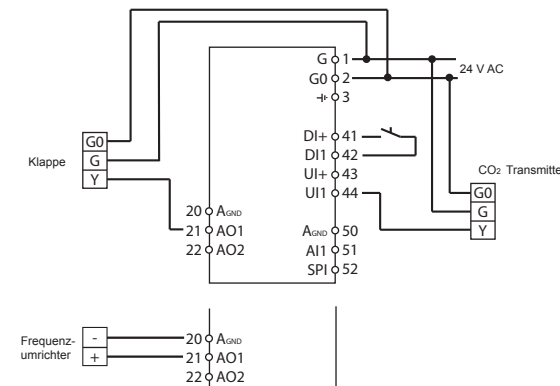 G 1
G0 2
3
24 V AC
DI+ 41
DI1 42
UI+ 43
UI1 44
AGND 50
AI1 51
SPI 52
Klappe
G0
G
Y
20 AGND
21 AO1
22 AO2
CO2 Transmitte
G0
G
Y
Frequenz-
umrichter
-
+
20 AGND
21 AO1
22 AO2